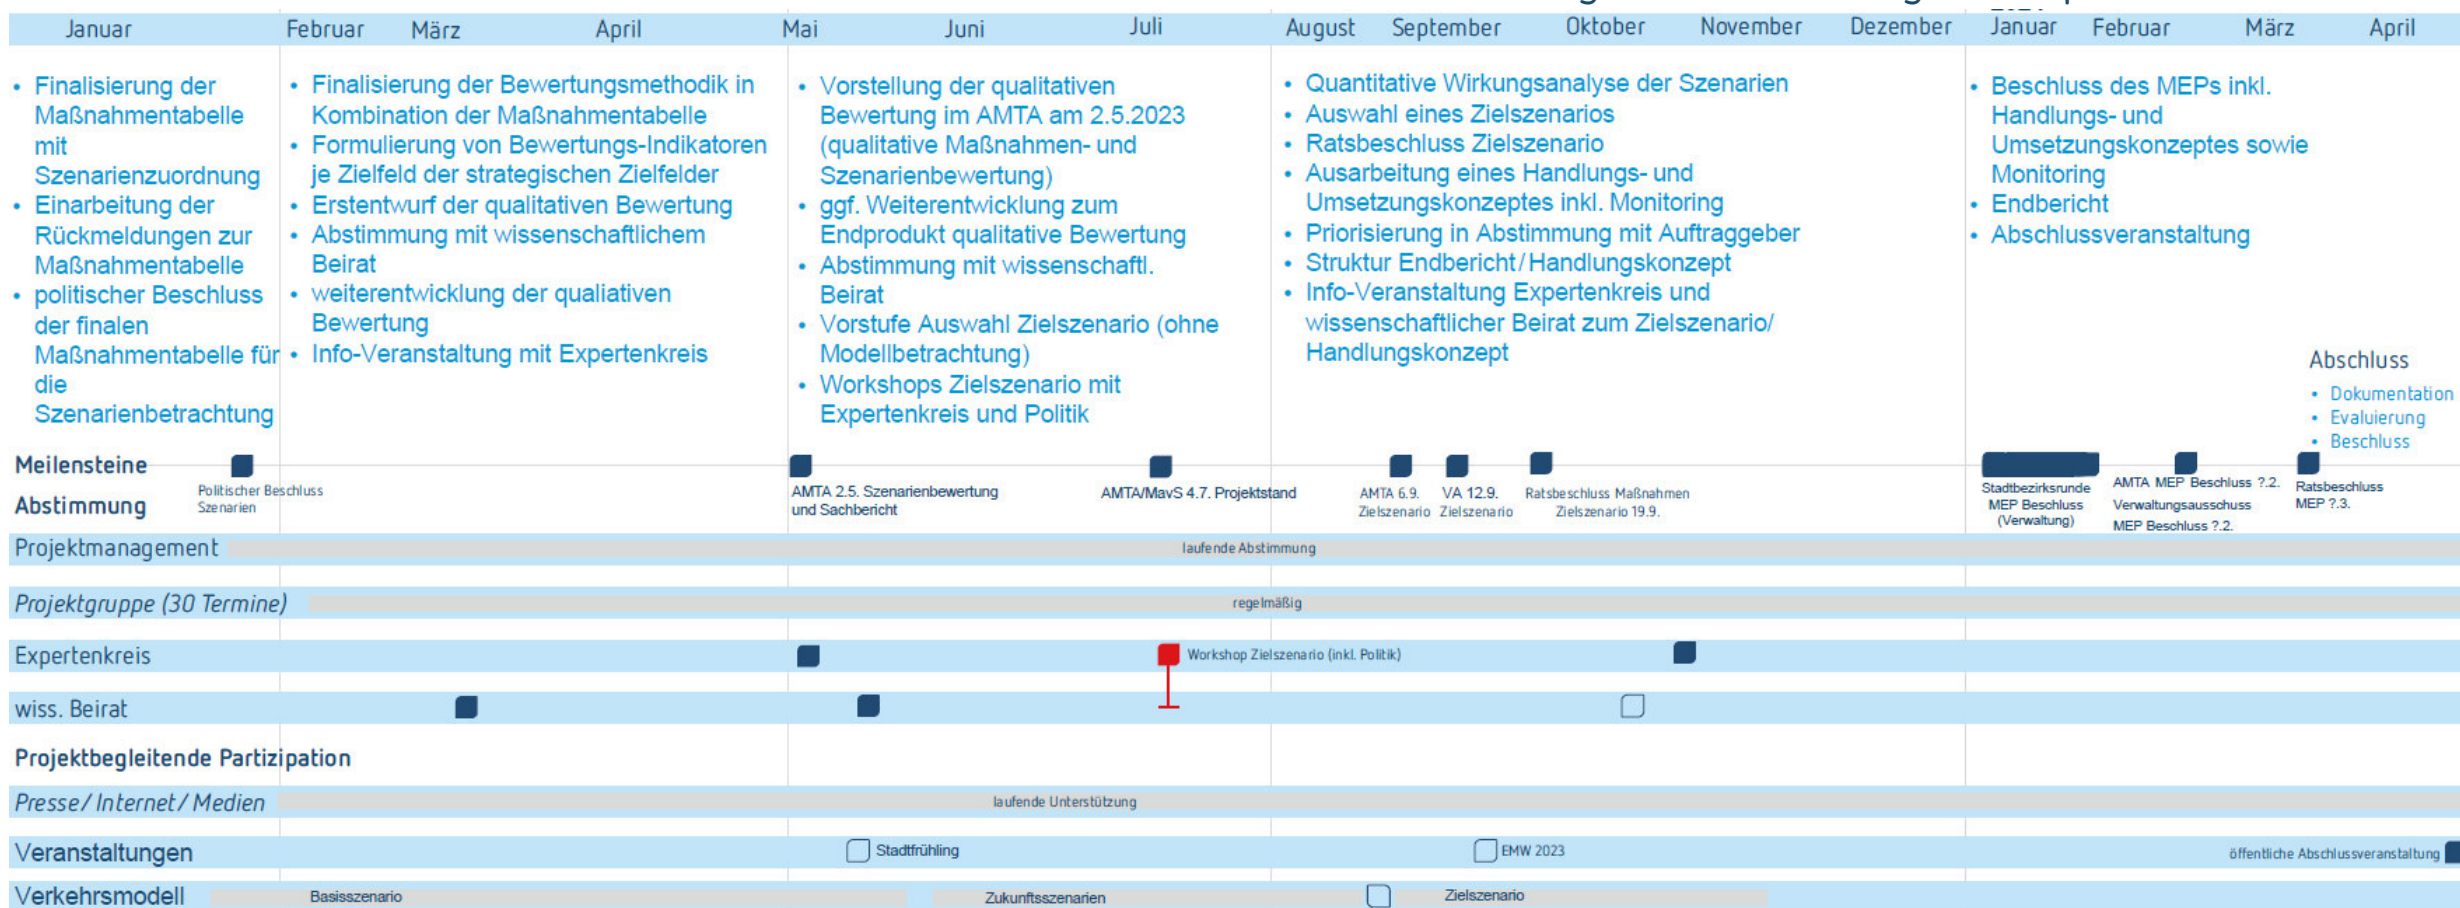 Januar Februar März April Mai Juni Juli August September Oktober November Dezember Januar Februar März April
• Finalisierung der
Maßnahmentabelle
mit
Szenarienzuordnung
• Einarbeitung der
Rückmeldungen zur
Maßnahmentabelle
• politischer Beschluss
der finalen
Maßnahmentabelle für
die
Szenarienbetrachtung
• Finalisierung der Bewertungsmethodik in
Kombination der Maßnahmentabelle
• Formulierung von Bewertungs-Indikatoren
je Zielfeld der strategischen Zielfelder
• Erstentwurf der qualitativen Bewertung
• Abstimmung mit wissenschaftlichem
Beirat
• weiterentwicklung der qualiativen
Bewertung
• Info-Veranstaltung mit Expertenkreis
• Vorstellung der qualitativen
Bewertung im AMTA am 2.5.2023
(qualitative Maßnahmen- und
Szenarienbewertung)
• ggf. Weiterentwicklung zum
Endprodukt qualitative Bewertung
• Abstimmung mit wissenschaftl.
Beirat
• Vorstufe Auswahl Zielszenario (ohne
Modellbetrachtung)
• Workshops Zielszenario mit
Expertenkreis und Politik
• Quantitative Wirkungsanalyse der Szenarien
• Auswahl eines Zielszenarios
• Ratsbeschluss Zielszenario
• Ausarbeitung eines Handlungs- und
Umsetzungskonzeptes inkl. Monitoring
• Priorisierung in Abstimmung mit Auftraggeber
• Struktur Endbericht/Handlungskonzept
• Info-Veranstaltung Expertenkreis und
wissenschaftlicher Beirat zum Zielszenario/
Handlungskonzept
• Beschluss des MEPs inkl.
Handlungs- und
Umsetzungskonzeptes sowie
Monitoring
• Endbericht
• Abschlussveranstaltung
Abschluss
• Dokumentation
• Evaluierung
• Beschluss
Meilensteine
Abstimmung
Politischer Beschluss
Szenarien
AMTA 2.5. Szenarienbewertung
und Sachbericht
AMTA/MavS 4.7. Projektstand
AMTA 6.9.
Zielszenario
VA 12.9.
Zielszenario
Ratsbeschluss Maßnahmen
Zielszenario 19.9.
Stadtbezirksrunde
MEP Beschluss
(Verwaltung)
AMTA MEP Beschluss ?.2.
Verwaltungsausschuss
MEP Beschluss ?.2.
Ratsbeschluss
MEP ?.3.
Projektmanagement laufende Abstimmung
Projektgruppe (30 Termine) regelmäßig
Expertenkreis Workshop Zielszenario (inkl. Politik)
wiss. Beirat
Projektbegleitende Partizipation
Presse/Internet/Medien laufende Unterstützung
Veranstaltungen Stadtfrühling EMW 2023 öffentliche Abschlussveranstaltung
Verkehrsmodell Basisszenario Zukunftsszenarien Zielszenario